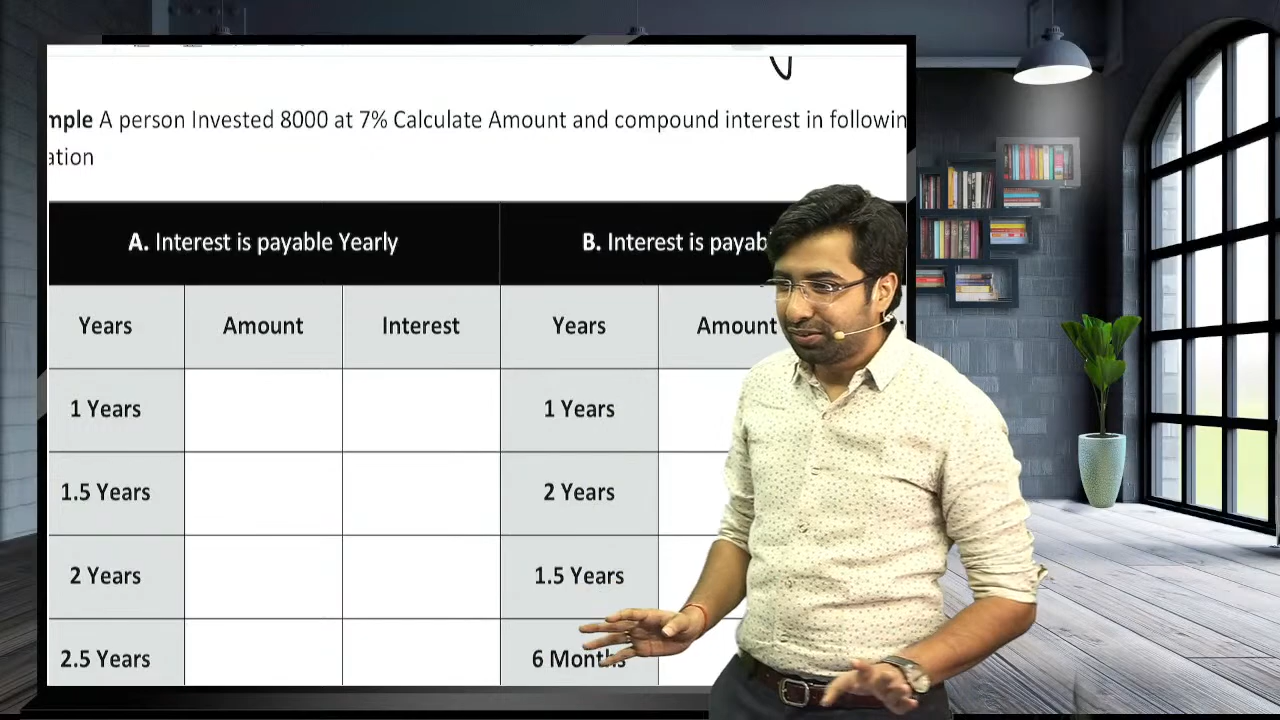 mple A person Invested 8000 at 7% Calculate Amount and compound interest in followin
ation
A. Interest is payable Yearly
B. Interest is payab
Years Amount Interest Years Amount
1 Years 1 Years
1.5 Years 2 Years
2 Years 1.5 Years
2.5 Years 6 Months